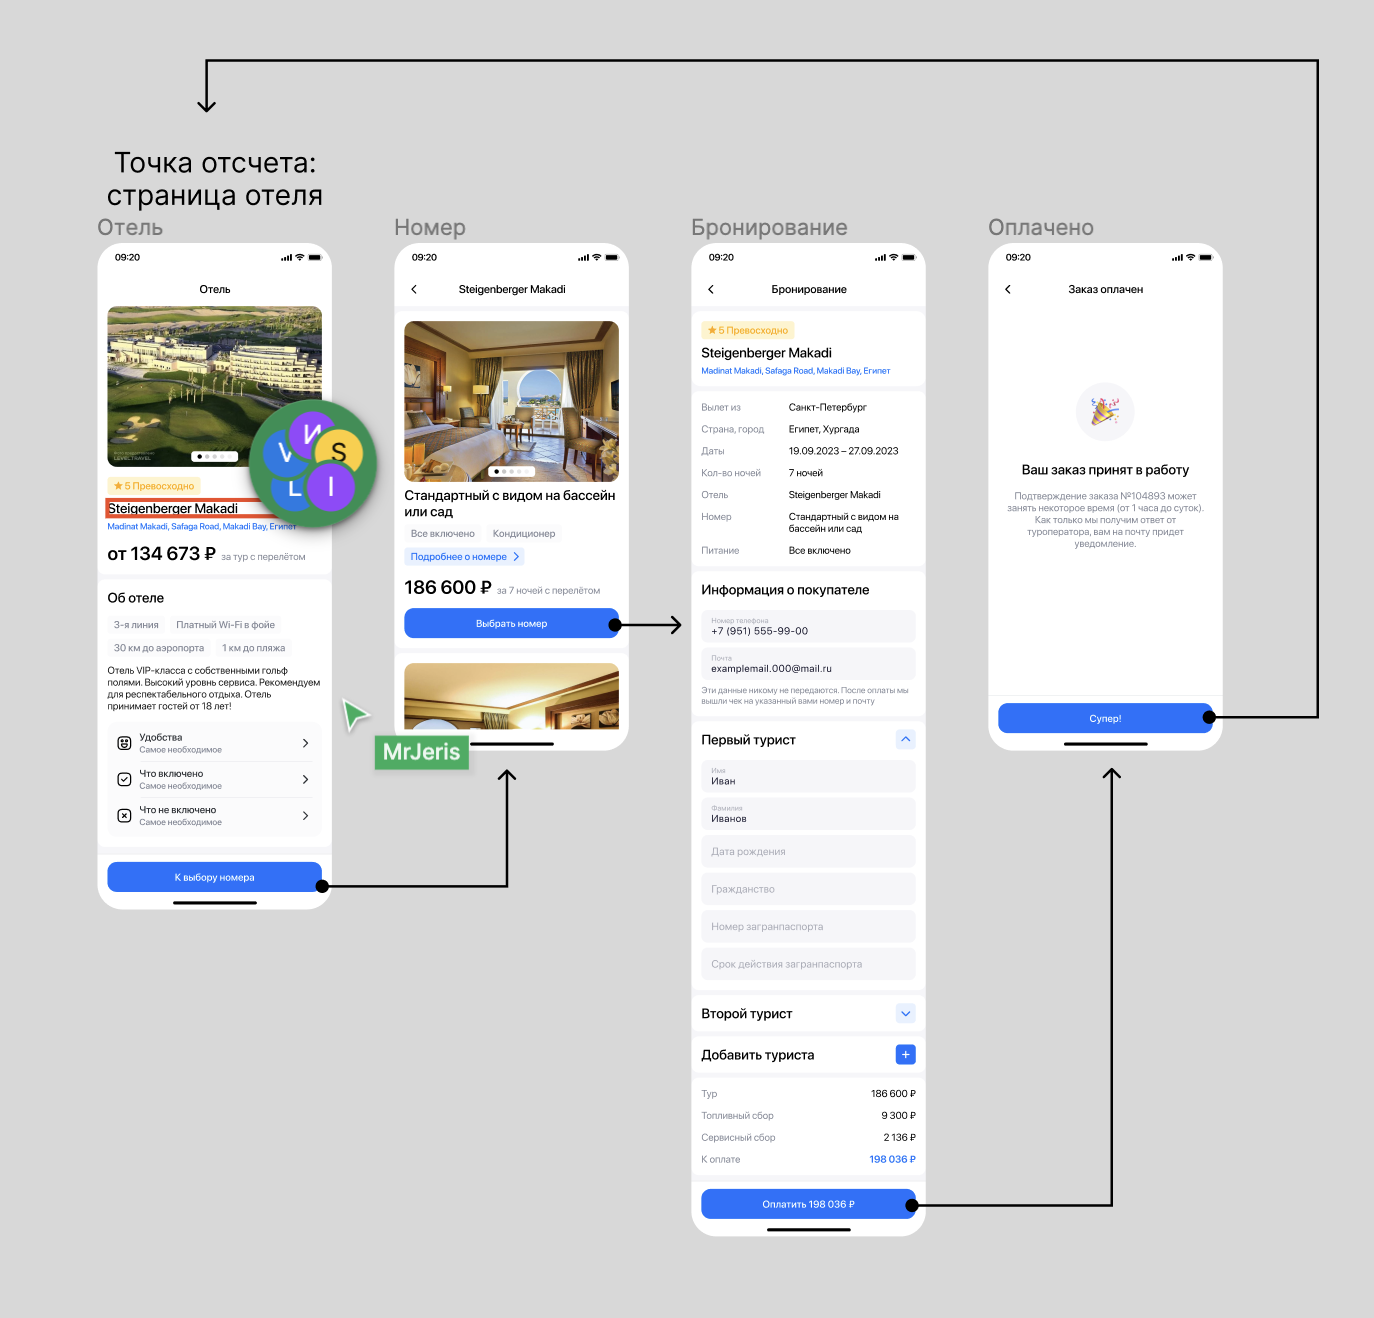 Точка отсчета:
страница отеля
Отель
09:20
Отель
LEVEL.TRAVEL
5 Превосходно
Steigenberger Makadi
Madinat Makadi, Safaga Road, Makadi Bay, Египет
от 134 673 ₽ за тур с перелётом
Об отеле
3-я линия
Платный Wi-Fi в фойе
30 км до аэропорта
1 км до пляжа
Отель VIP-класса с собственными гольф
полями. Высокий уровень сервиса. Рекомендуем
для респектабельного отдыха. Отель
принимает гостей от 18 лет!
Удобства
Самое необходимое
Что включено
Самое необходимое
Что не включено
Самое необходимое
К выбору номера
V
И
S
L
I
MrJeris
Номер
09:20
Steigenberger Makadi
Стандартный с видом на бассейн
или сад
Все включено
Кондиционер
Подробнее о номере
186 600 ₽ за 7 ночей с перелётом
Выбрать номер
Бронирование
09:20
Бронирование
5 Превосходно
Steigenberger Makadi
Madinat Makadi, Safaga Road, Makadi Bay, Египет
Вылет из Санкт-Петербург
Страна, город Египет, Хургада
Даты 19.09.2023 – 27.09.2023
Кол-во ночей 7 ночей
Отель Steigenberger Makadi
Номер Стандартный с видом на
бассейн или сад
Питание Все включено
Информация о покупателе
Номер телефона
+7 (951) 555-99-00
Почта
examplemail.000@mail.ru
Эти данные никому не передаются. После оплаты мы
вышли чек на указанный вами номер и почту
Первый турист
Имя
Иван
Фамилия
Иванов
Дата рождения
Гражданство
Номер загранпаспорта
Срок действия загранпаспорта
Второй турист
Добавить туриста
Тур 186 600 ₽
Топливный сбор 9 300 ₽
Сервисный сбор 2 136 ₽
К оплате 198 036 ₽
Оплатить 198 036 ₽
Оплачено
09:20
Заказ оплачен
Ваш заказ принят в работу
Подтверждение заказа №104893 может
занять некоторое время (от 1 часа до суток).
Как только мы получим ответ от
туроператора, вам на почту придет
уведомление.
Супер!